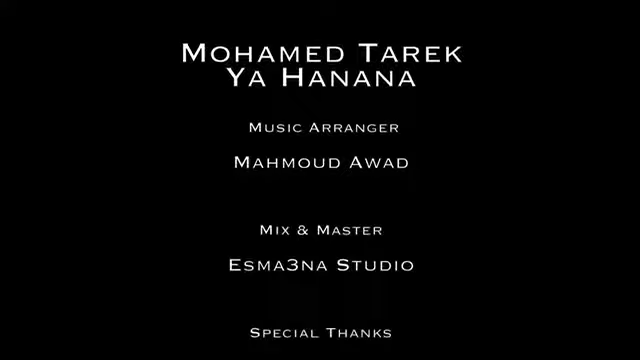 Mohamed Tarek
Ya Hanana
Music Arranger
Mahmoud Awad
Mix & Master
Esma3na Studio
Special Thanks